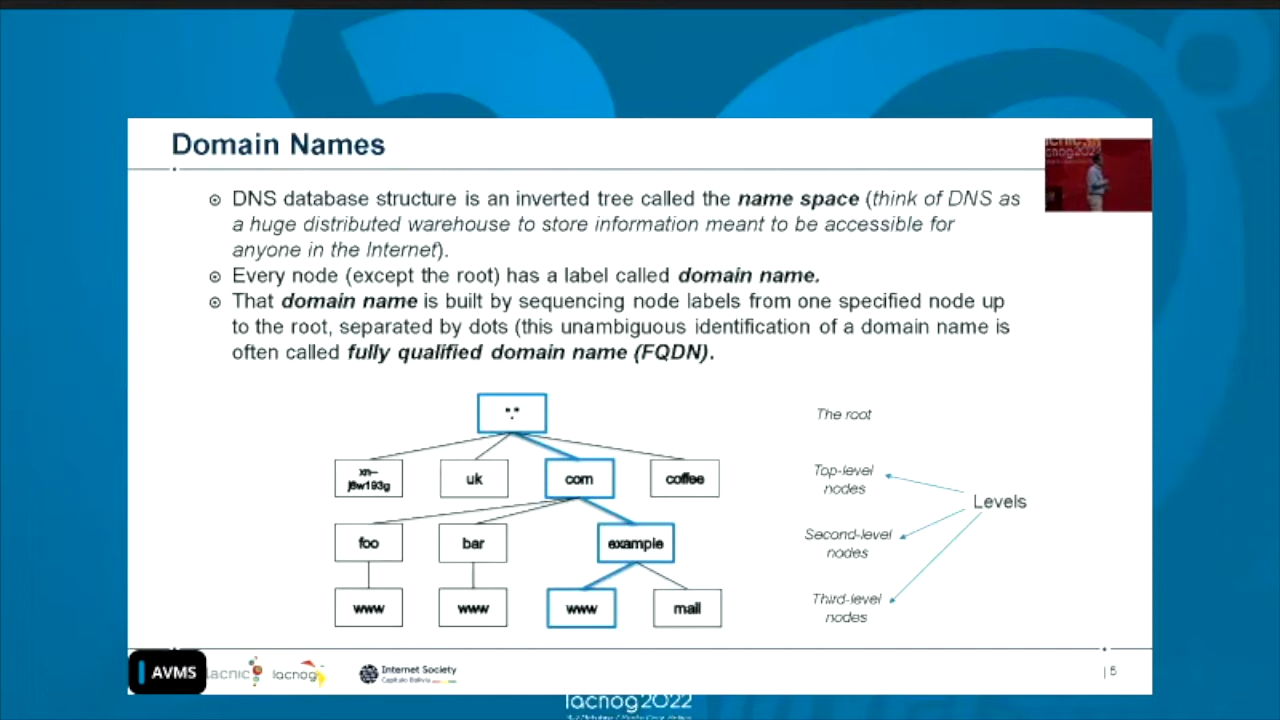 Domain Names
DNS database structure is an inverted tree called the name space (think of DNS as
a huge distributed warehouse to store information meant to be accessible for
anyone in the Internet).
Every node (except the root) has a label called domain name.
That domain name is built by sequencing node labels from one specified node up
to the root, separated by dots (this unambiguous identification of a domain name is
often called fully qualified domain name (FQDN).
"."
The root
xn--
j6w193g
uk
com
coffee
Top-level
nodes
Levels
foo
bar
example
Second-level
nodes
www
www
www
mail
Third-level
nodes
AVMS
lacnic
lacnog
Internet Society
Capítulo Bolivia
| 5
lacnog2022
cnog2022